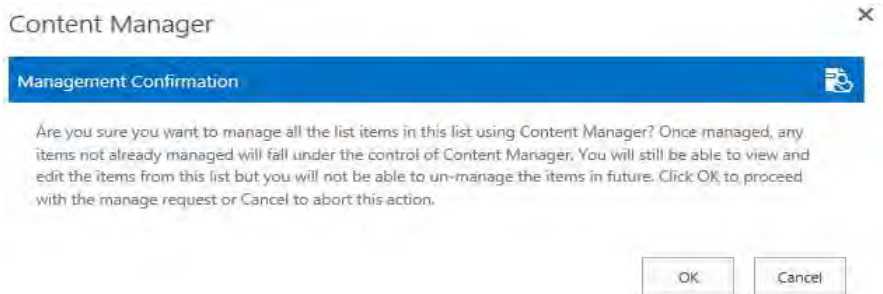 Content Manager
Management Confirmation
Are you sure you want to manage all the list items in this list using Content Manager? Once managed, any
items not already managed will fall under the control of Content Manager. You will still be able to view and
edit the items from this list but you will not be able to un-manage the items in future. Click OK to proceed
with the manage request or Cancel to abort this action.
OK Cancel